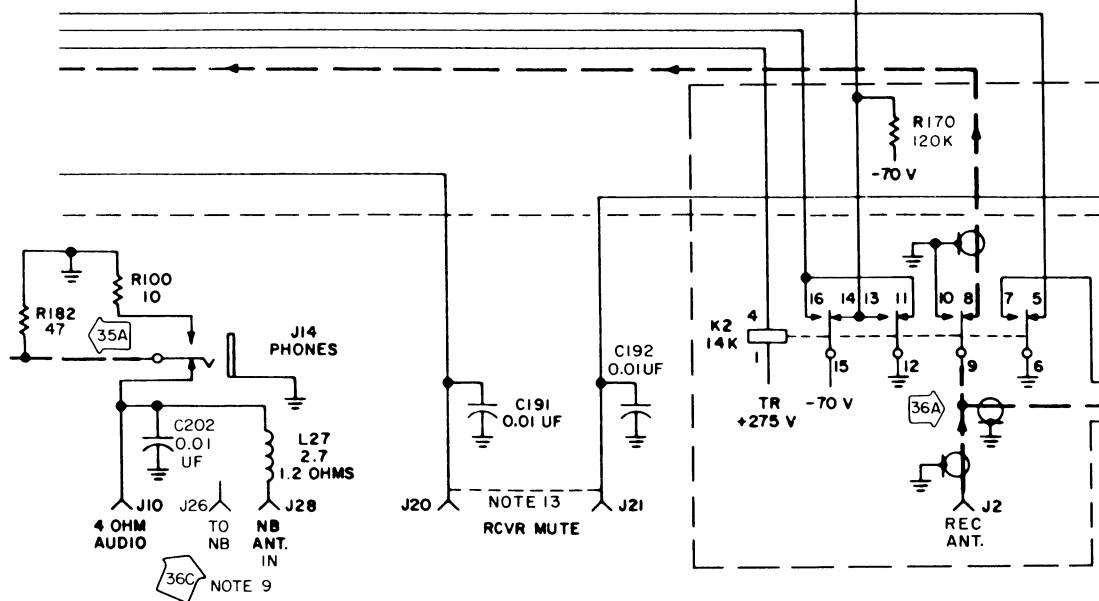 R170
120K
-70 V
R100
10
R182
47
35A
J14
PHONES
C202
0.01
UF
L27
2.7
1.2 OHMS
J10
4 OHM
AUDIO
J26
TO
NB
J28
NB
ANT.
IN
36C
NOTE 9
C191
0.01 UF
C192
0.01UF
J20
NOTE 13
J21
RCVR MUTE
K2
14K
4
1
TR
+275 V
16
14
13
11
10
8
7
5
15
12
9
6
-70 V
36A
J2
REC
ANT.